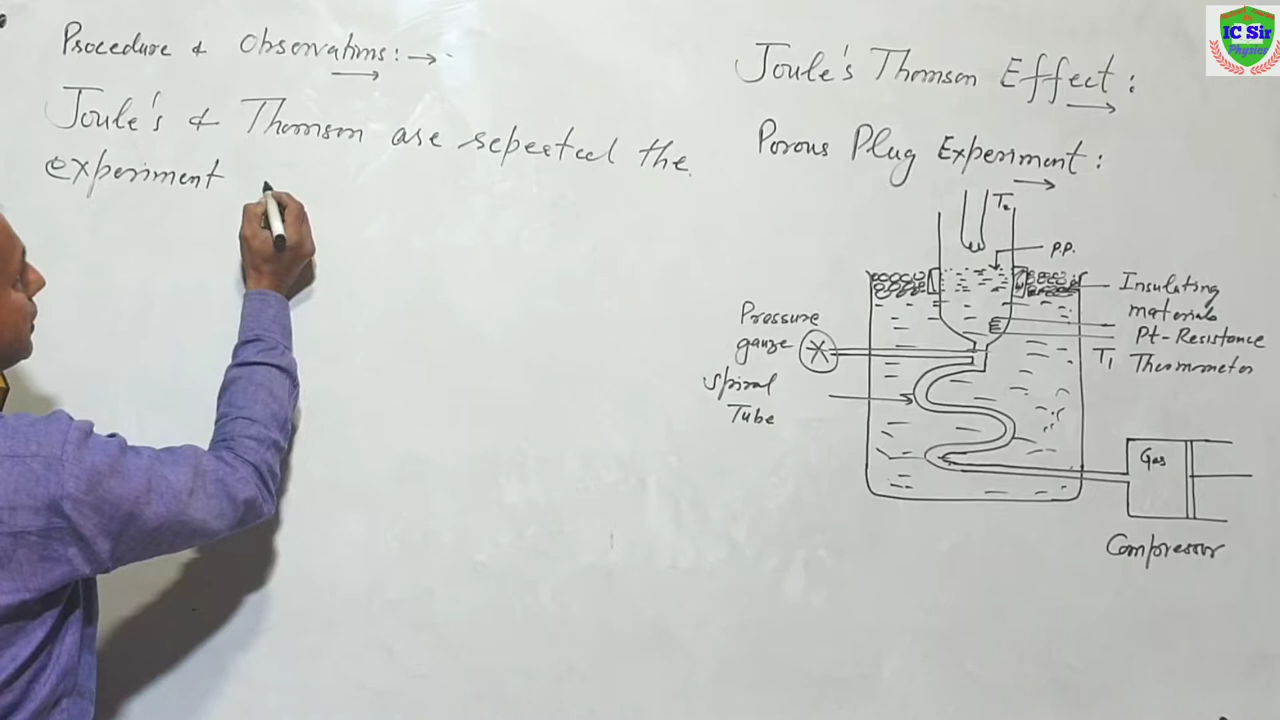 Procedure & Observations: →
Joule's & Thomson are repeated the
experiment
Joule's Thomson Effect:
Porous Plug Experiment:
T₂
P.P.
Insulating
materials
Pt-Resistance
T₁ Thermometer
Pressure
gauze
Spiral
Tube
Gas
Compressor
IC Sir
Physics